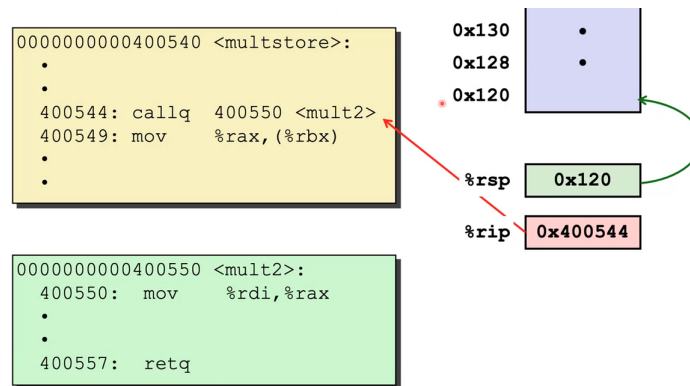 0000000000400540 <multstore>:
•
•
400544: callq 400550 <mult2>
400549: mov %rax,(%rbx)
•
•
0000000000400550 <mult2>:
400550: mov %rdi,%rax
•
•
400557: retq
0x130 •
0x128 •
0x120
%rsp 0x120
%rip 0x400544